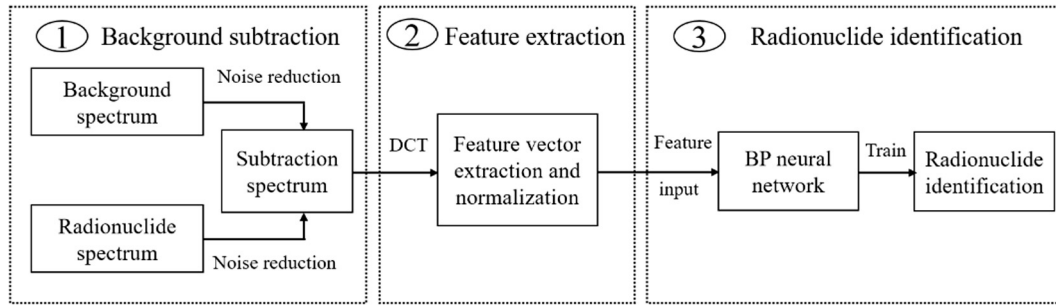 1 Background subtraction
Noise reduction
Background
spectrum
Subtraction
spectrum
Radionuclide
spectrum
Noise reduction
2 Feature extraction
DCT
Feature vector
extraction and
normalization
3 Radionuclide identification
Feature
input
BP neural
network
Train
Radionuclide
identification